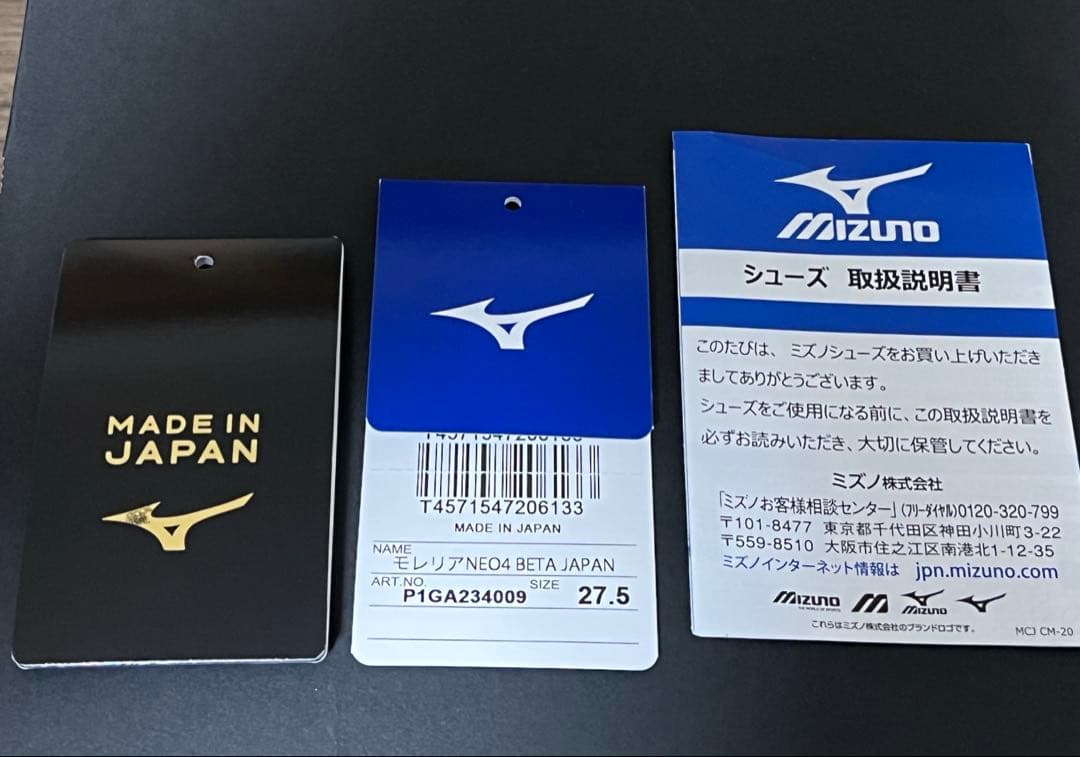 MADE IN
JAPAN
T4571547206133
MADE IN JAPAN
NAME
モレリアNEO4 BETA JAPAN
ART.NO.
SIZE
P1GA234009
27.5
MIZUNO
シューズ 取扱説明書
このたびは、ミズノシューズをお買い上げいただき
ましてありがとうございます。
シューズをご使用になる前に、この取扱説明書を
必ずお読みいただき、大切に保管してください。
ミズノ株式会社
「ミズノお客様相談センター」(フリーダイヤル)0120-320-799
〒101-8477 東京都千代田区神田小川町3-22
〒559-8510 大阪市住之江区南港北1-12-35
ミズノインターネット情報は jpn.mizuno.com
MIZUNO
THE WORLD OF SPORTS
MIZUNO
これらはミズノ株式会社のブランドロゴです。
MCJ CM-20